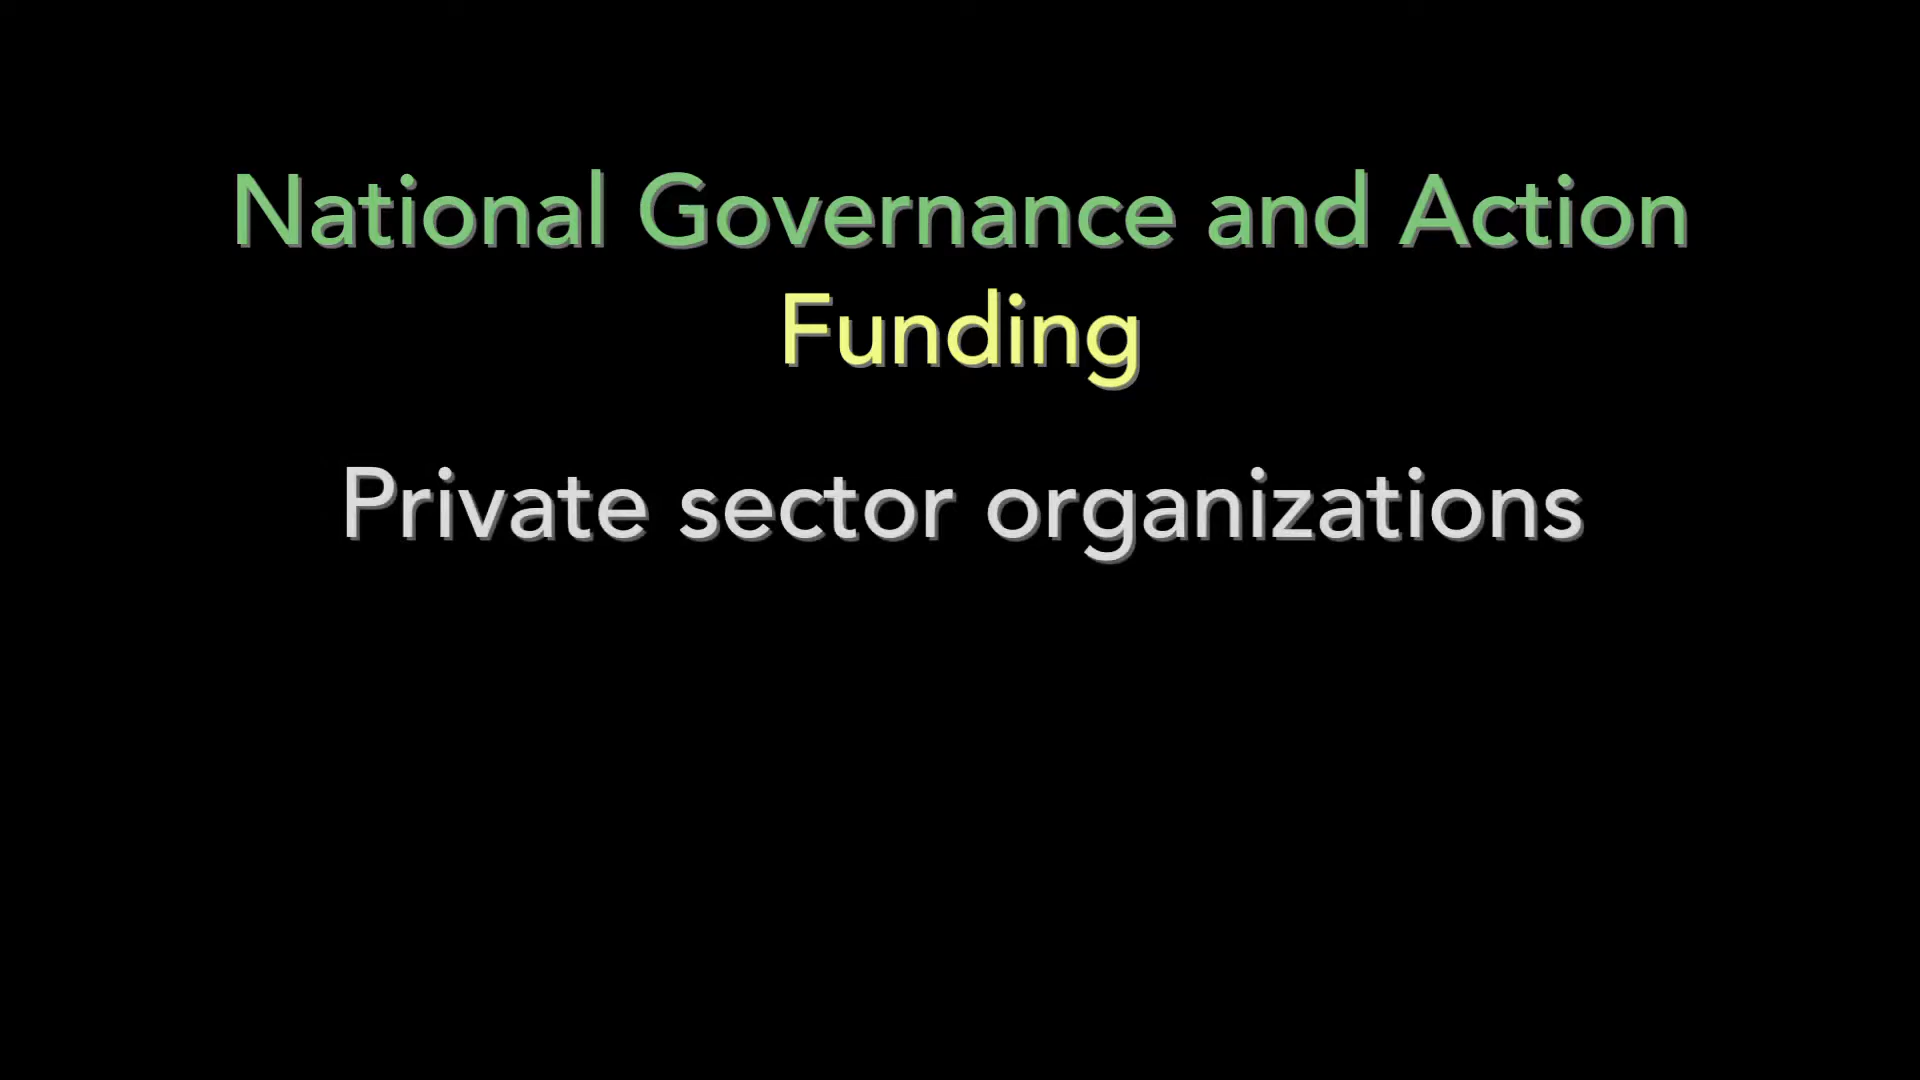 National Governance and Action
Funding
Private sector organizations